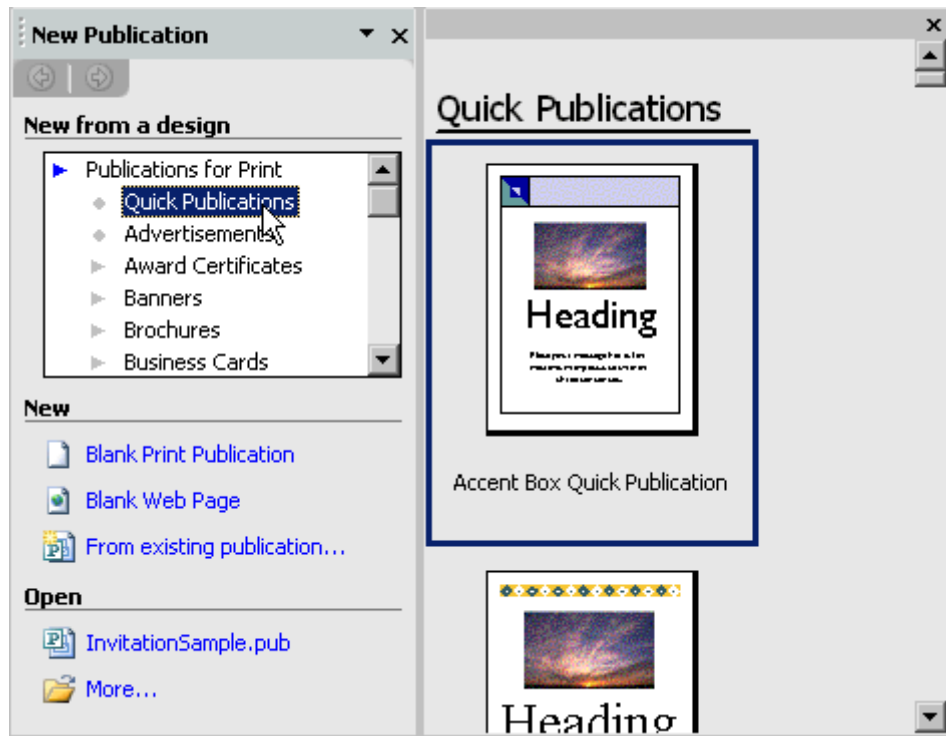 New Publication
New from a design
Publications for Print
Quick Publications
Advertisements
Award Certificates
Banners
Brochures
Business Cards
New
Blank Print Publication
Blank Web Page
From existing publication...
Open
InvitationSample.pub
More...
Quick Publications
Heading
Accent Box Quick Publication
Heading